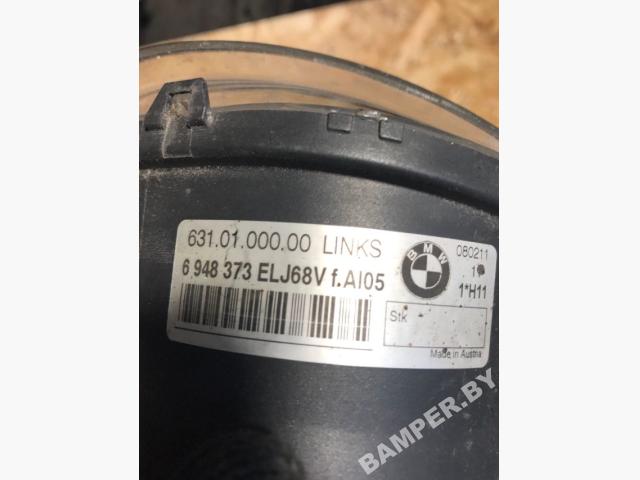 631.01.000.00 LINKS
6 948 373 ELJ68V f.AI05
BMW
080211
1*H11
Stk
Made in Austria
BAMPER.BY